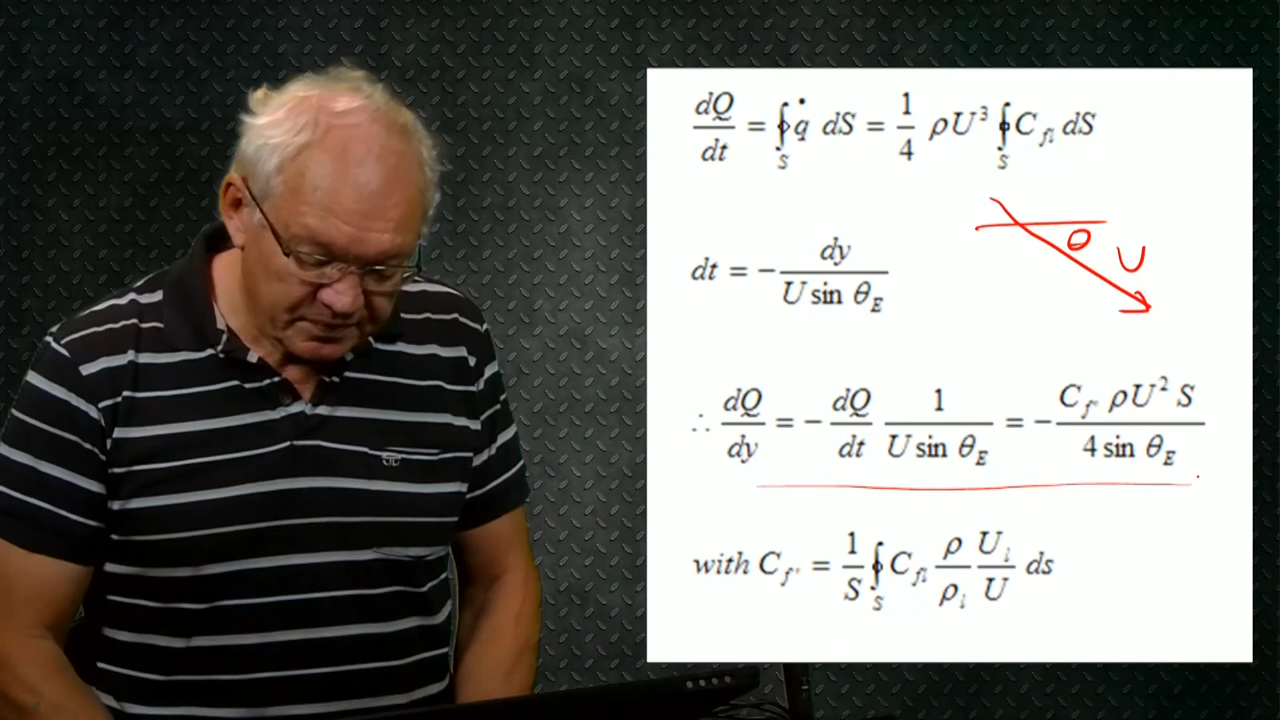 dQ/dt = ∮_S q̇ dS = 1/4 ρU³ ∮_S C_fl dS
θ U
dt = − dy / (U sin θ_E)
∴ dQ/dy = − dQ/dt 1/(U sin θ_E) = − C_f' ρU² S / (4 sin θ_E)
with C_f' = 1/S ∮_S C_fl ρ/ρ_l U_l/U ds